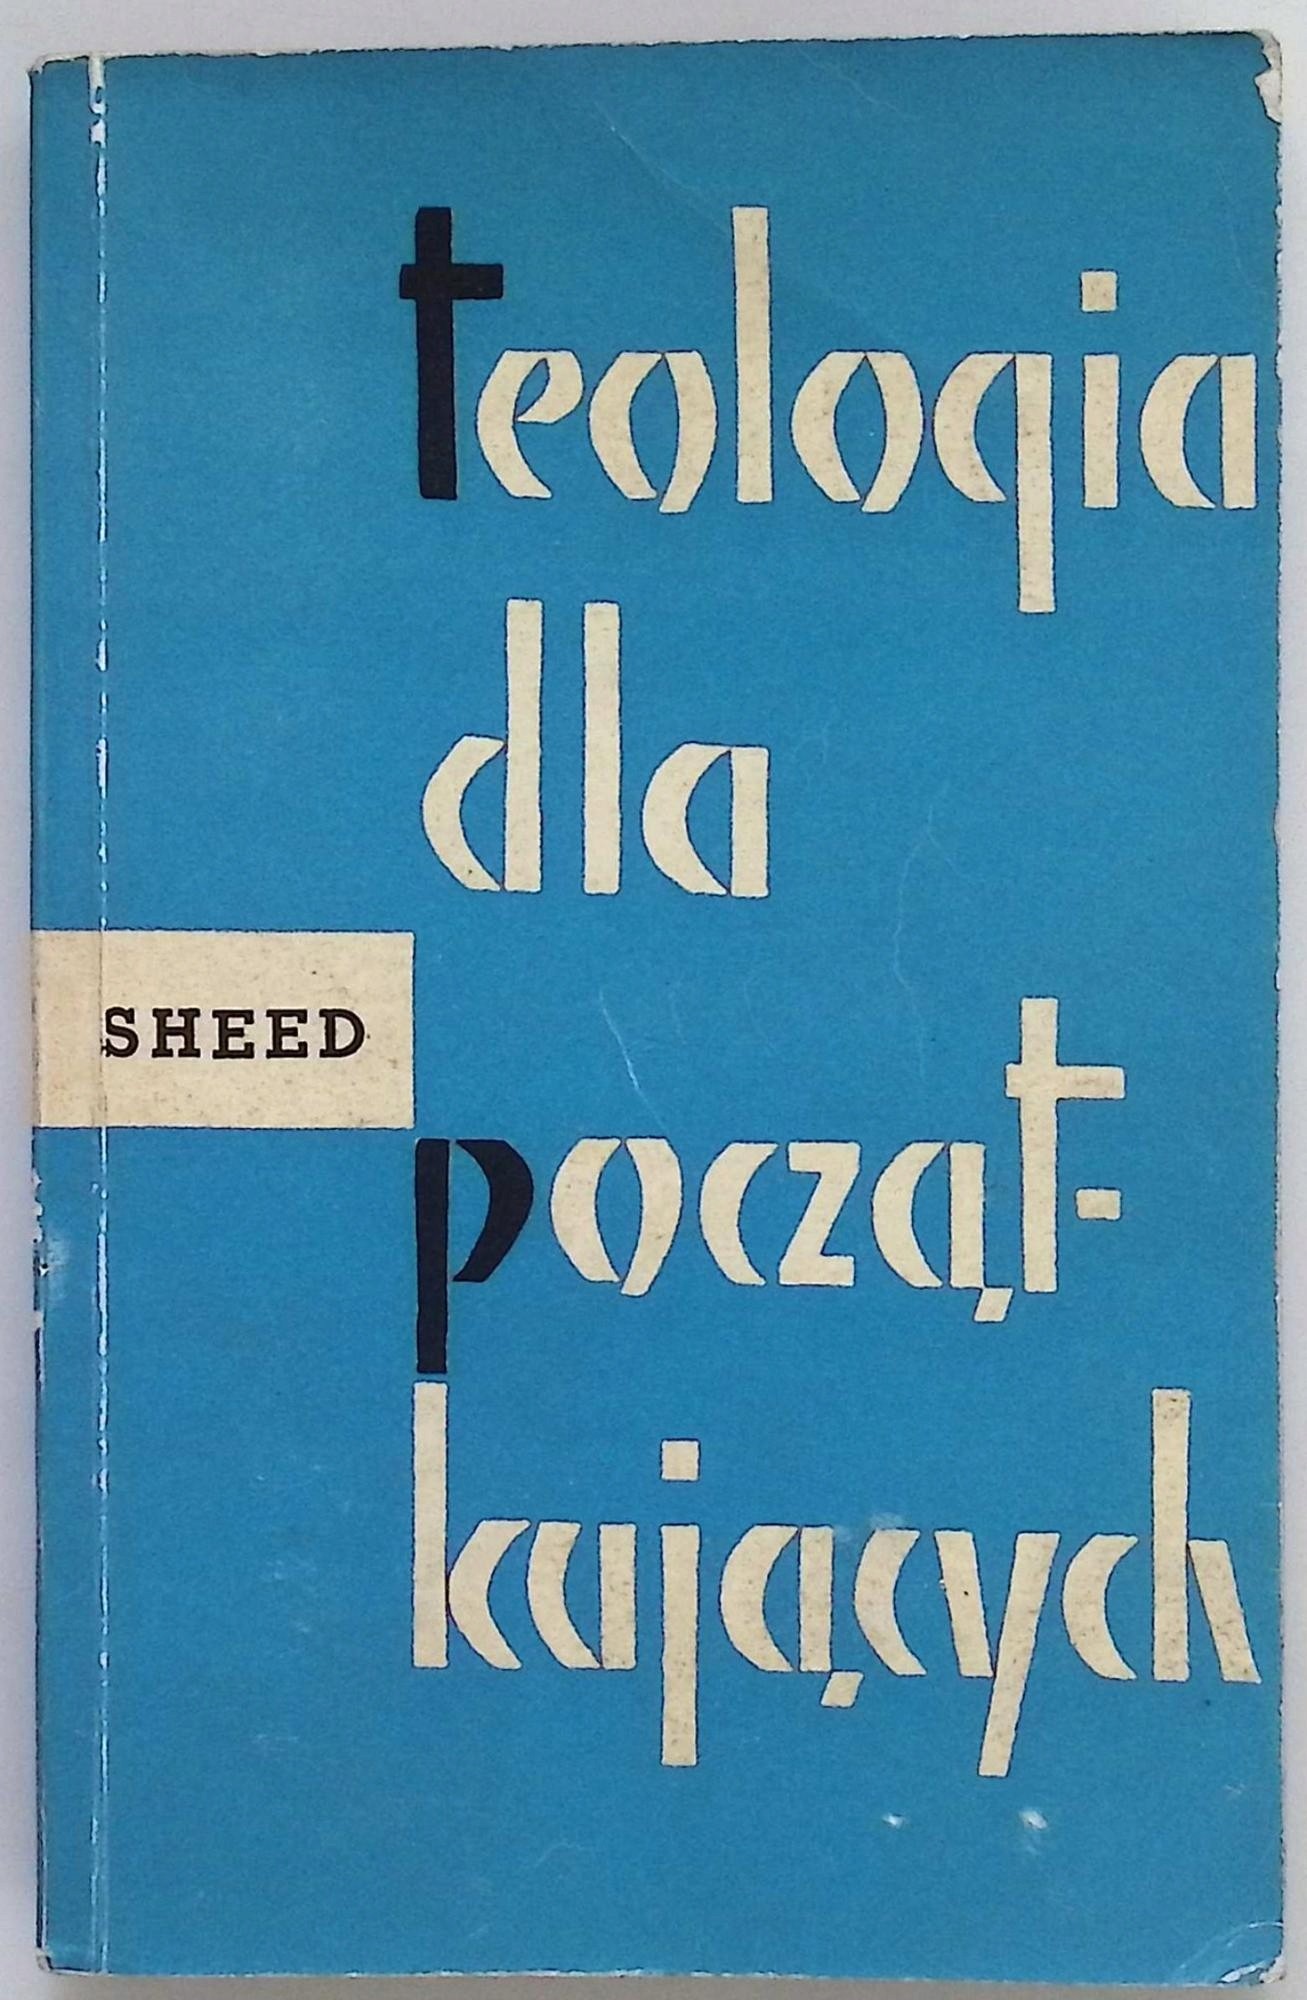 teologia
dla
SHEED
począt-
kujących